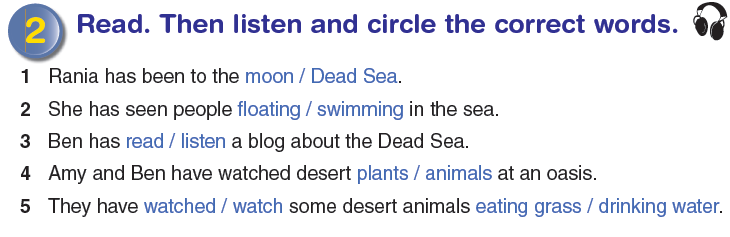 2 Read. Then listen and circle the correct words.
1 Rania has been to the moon / Dead Sea.
2 She has seen people floating / swimming in the sea.
3 Ben has read / listen a blog about the Dead Sea.
4 Amy and Ben have watched desert plants / animals at an oasis.
5 They have watched / watch some desert animals eating grass / drinking water.